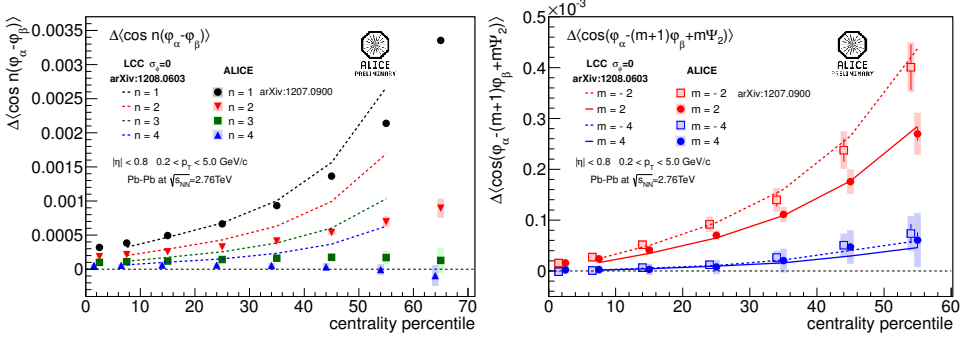 Δ⟨cos n(φα-φβ)⟩
0.0035
0.003
0.0025
0.002
0.0015
0.001
0.0005
0
Δ⟨cos n(φα-φβ)⟩
LCC σφ=0
arXiv:1208.0603
ALICE
n = 1
n = 2
n = 3
n = 4
n = 1 arXiv:1207.0900
n = 2
n = 3
n = 4
|η| < 0.8 0.2 < pT < 5.0 GeV/c
Pb-Pb at √sNN=2.76TeV
ALICE
PRELIMINARY
0 10 20 30 40 50 60 70
centrality percentile
Δ⟨cos(φα-(m+1)φβ+mΨ2)⟩
×10⁻³
0.5
0.4
0.3
0.2
0.1
0
Δ⟨cos(φα-(m+1)φβ+mΨ2)⟩
LCC σφ=0
arXiv:1208.0603
ALICE
m = - 2
m = 2
m = - 4
m = 4
m = - 2 arXiv:1207.0900
m = 2
m = - 4
m = 4
|η| < 0.8 0.2 < pT < 5.0 GeV/c
Pb-Pb at √sNN=2.76TeV
ALICE
PRELIMINARY
0 10 20 30 40 50 60
centrality percentile